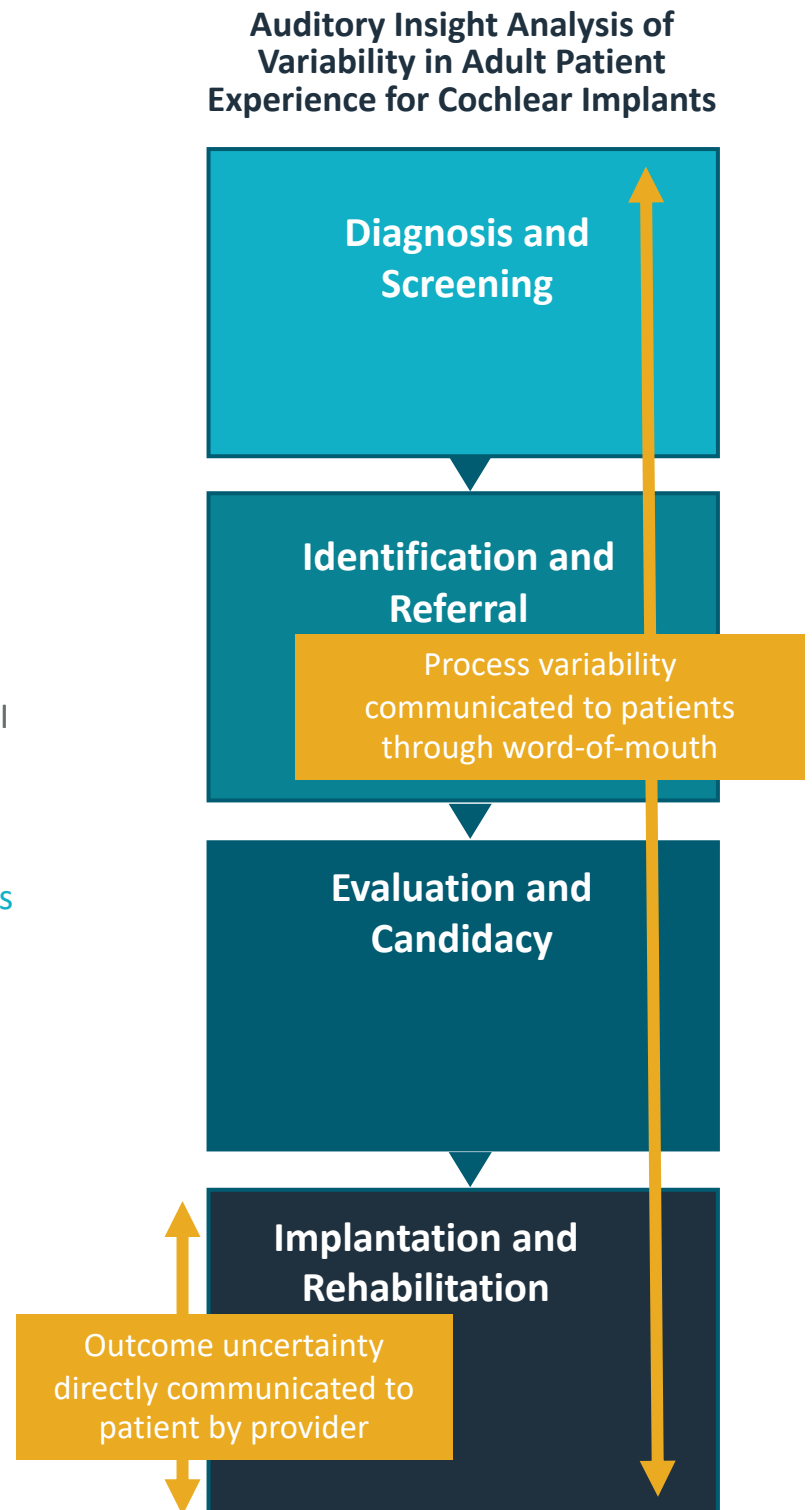 Auditory Insight Analysis of
Variability in Adult Patient
Experience for Cochlear Implants
Diagnosis and
Screening
Identification and
Referral
Process variability
communicated to patients
through word-of-mouth
Evaluation and
Candidacy
Implantation and
Rehabilitation
Outcome uncertainty
directly communicated to
patient by provider